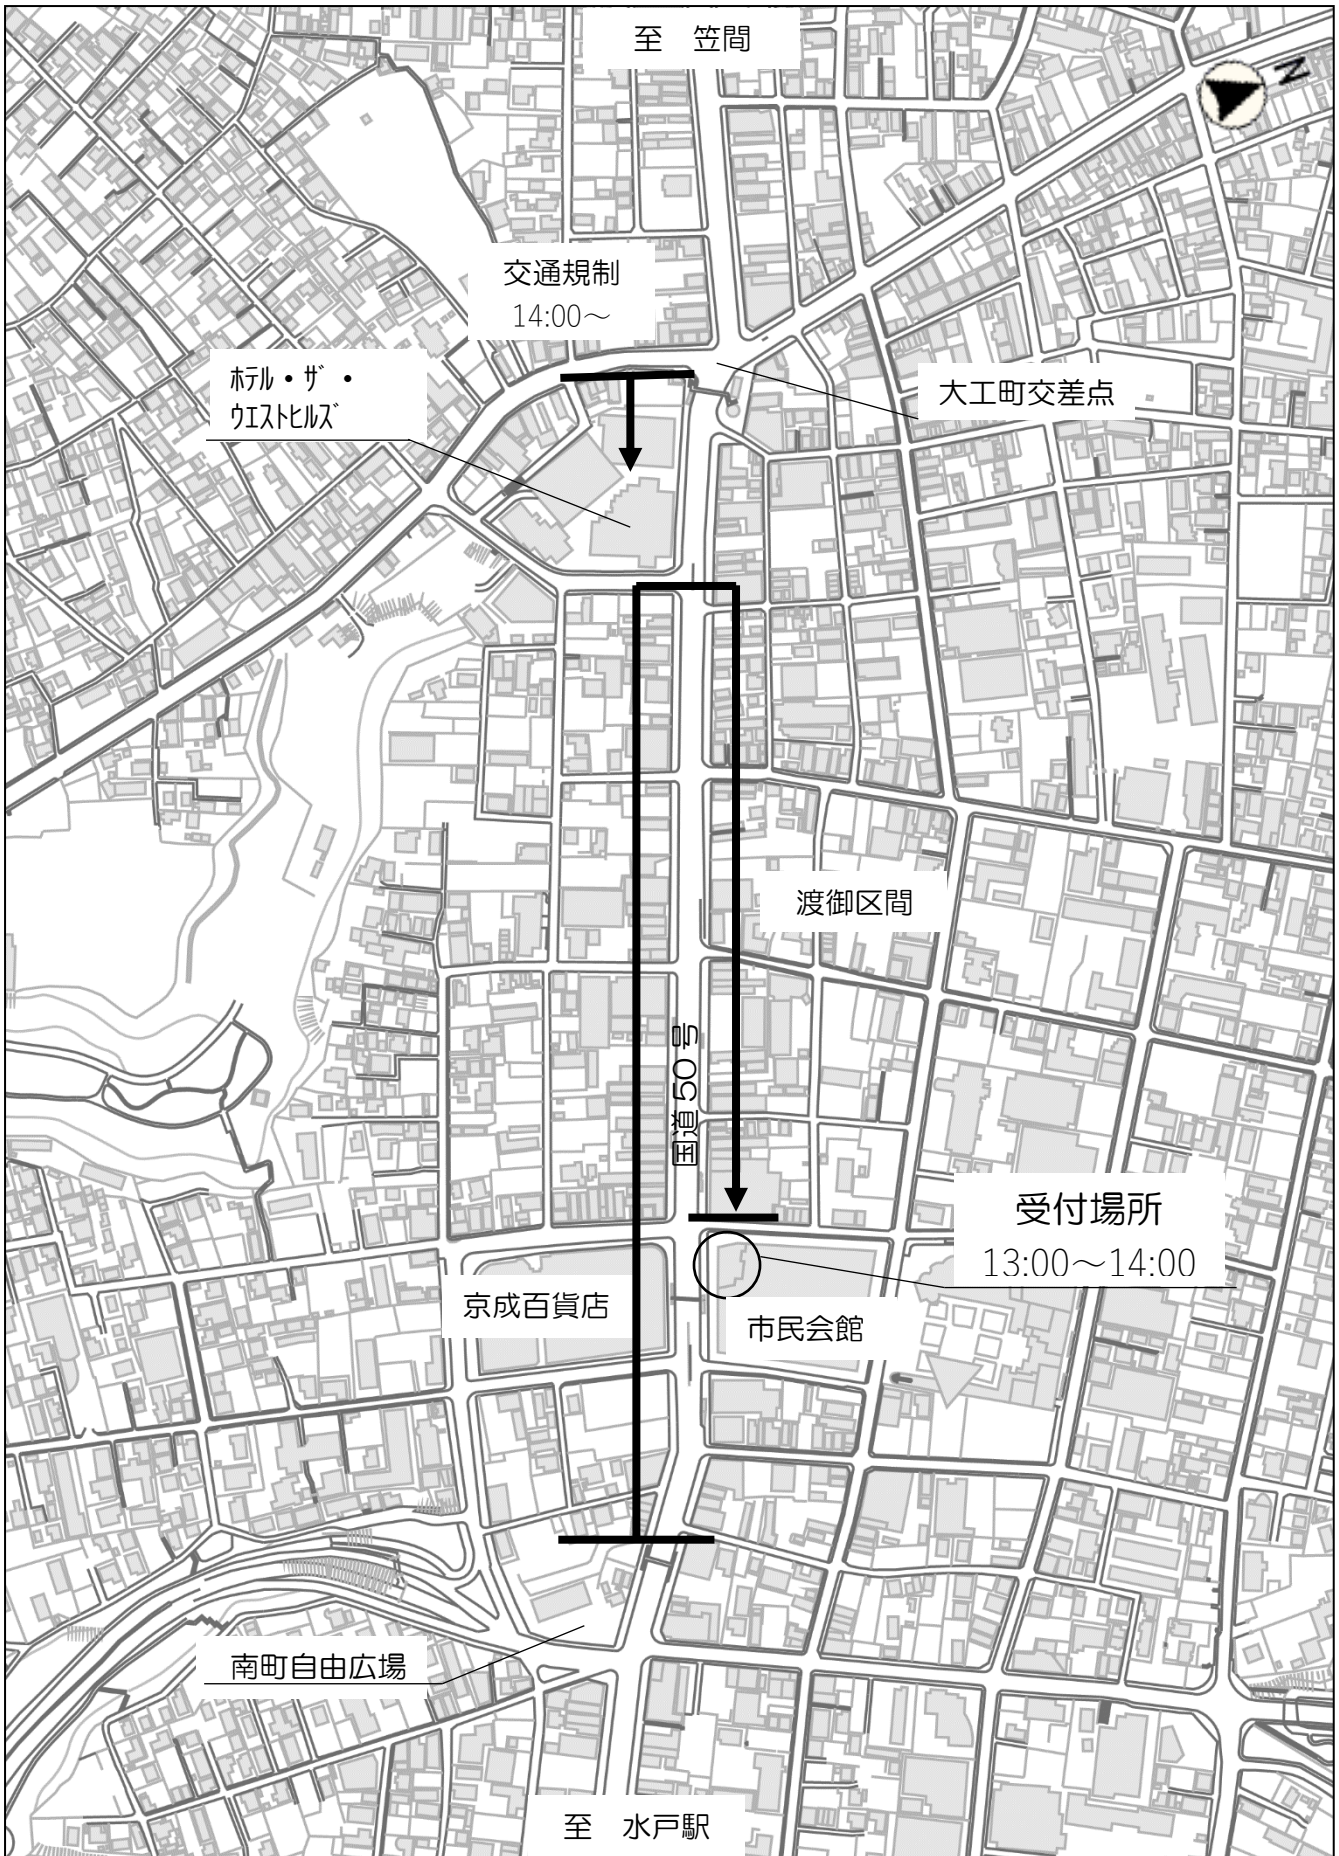 至　笠間
N
交通規制
14:00～
ﾎﾃﾙ・ｻﾞ・
ｳｴｽﾄﾋﾙｽﾞ
大工町交差点
渡御区間
国道 50 号
受付場所
13:00～14:00
京成百貨店
市民会館
南町自由広場
至　水戸駅